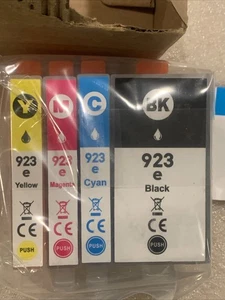 Y
923
e
Yellow
CE
PUSH
M
923
e
Magenta
CE
PUSH
C
923
e
Cyan
CE
PUSH
BK
923
e
Black
CE
PUSH